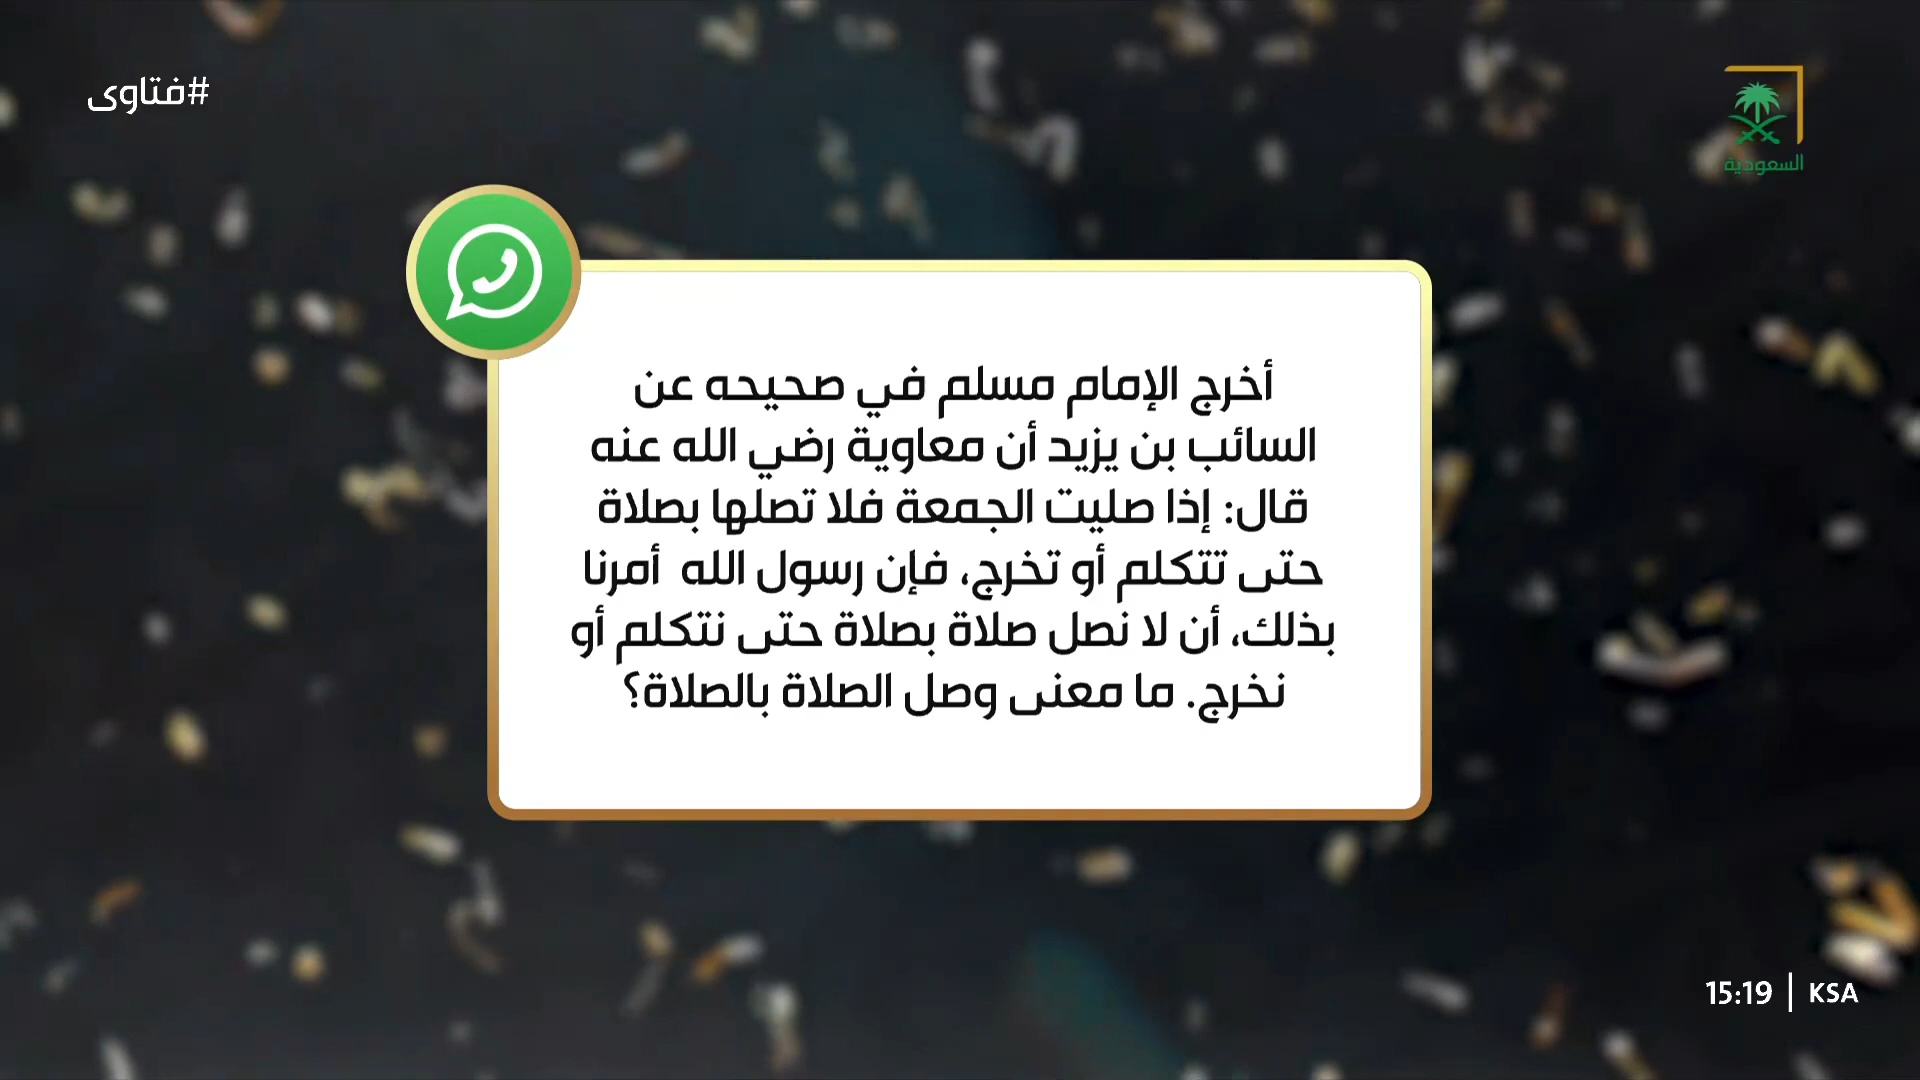 #فتاوى
السعودية
أخرج الإمام مسلم في صحيحه عن
السائب بن يزيد أن معاوية رضي الله عنه
قال: إذا صليت الجمعة فلا تصلها بصلاة
حتى تتكلم أو تخرج، فإن رسول الله أمرنا
بذلك، أن لا نصل صلاة بصلاة حتى نتكلم أو
نخرج. ما معنى وصل الصلاة بالصلاة؟
15:19 | KSA